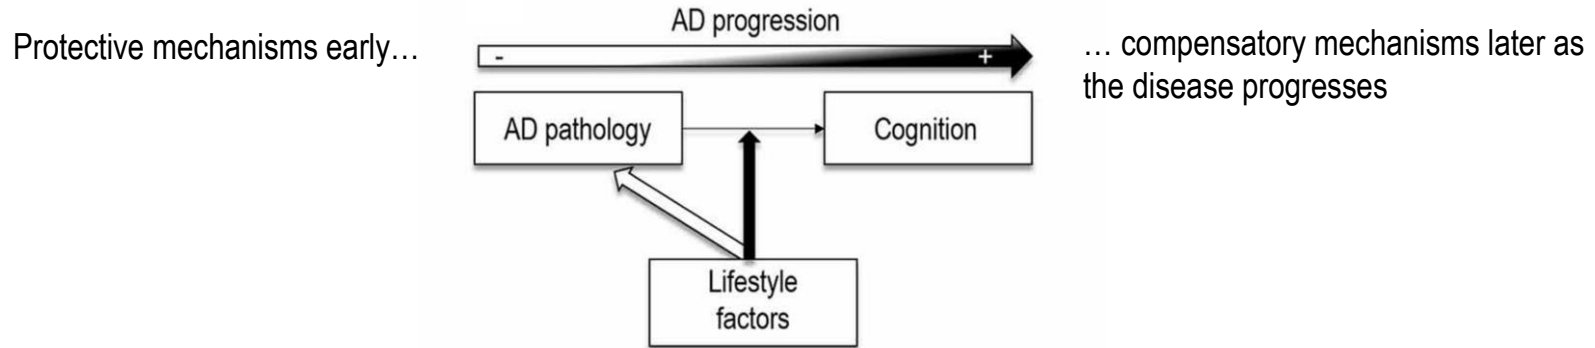 AD progression
Protective mechanisms early…
- +
… compensatory mechanisms later as
the disease progresses
AD pathology
Cognition
Lifestyle
factors